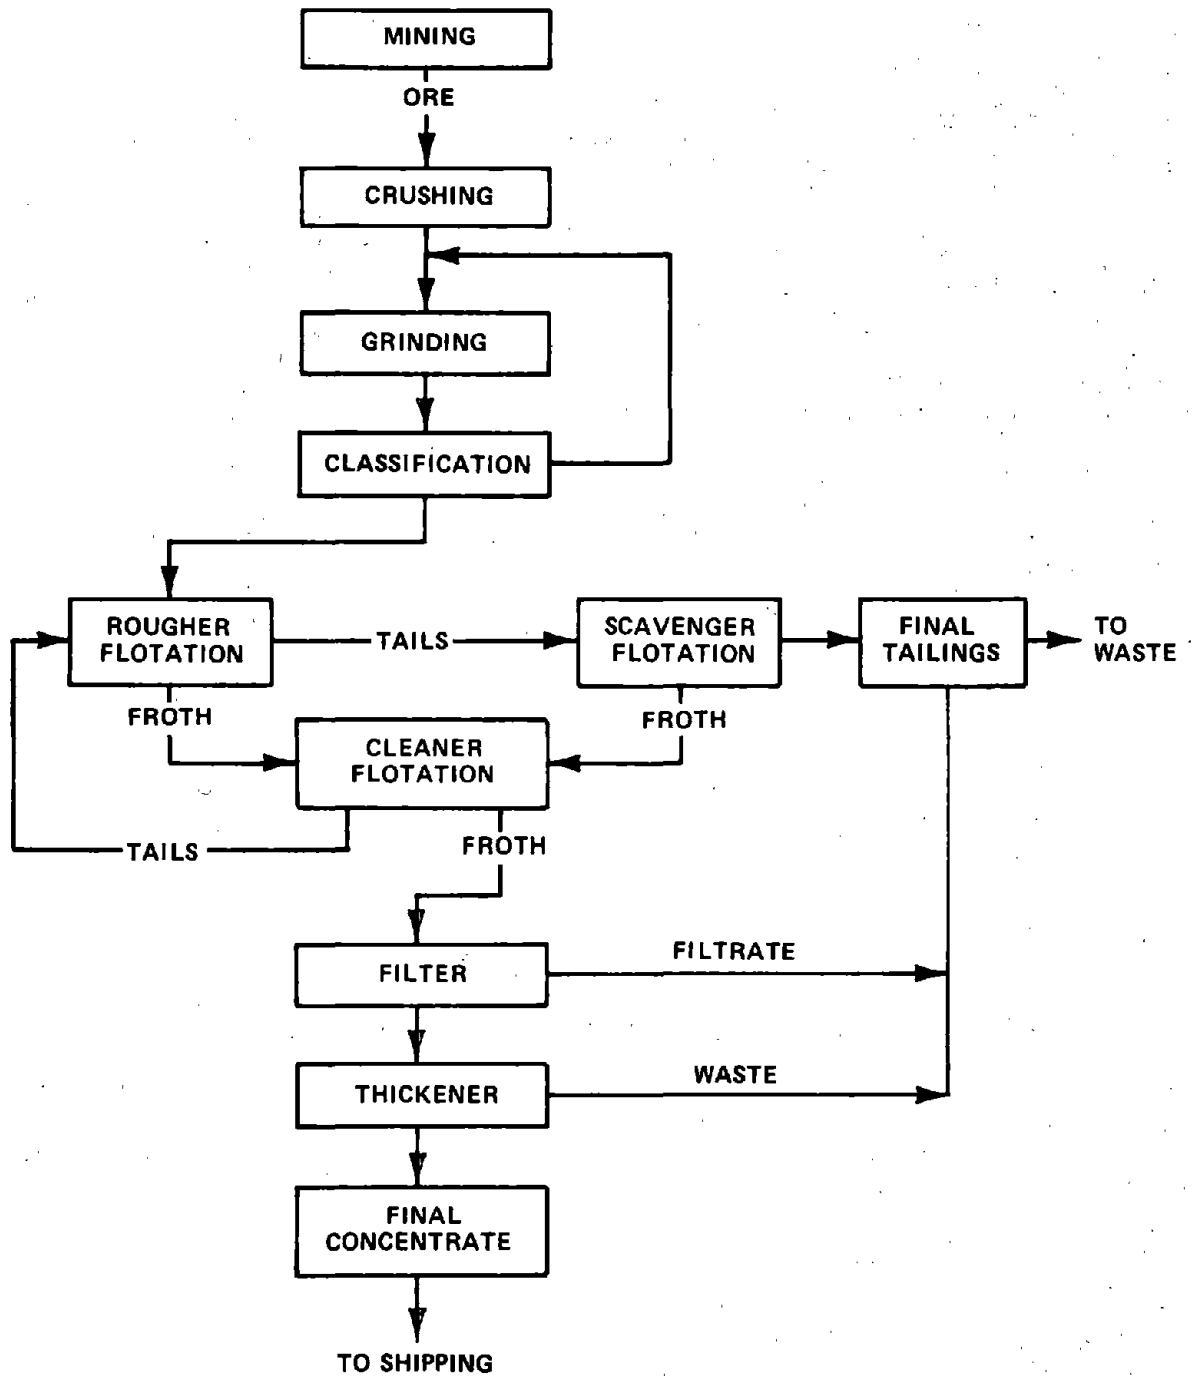 MINING
ORE
CRUSHING
GRINDING
CLASSIFICATION
ROUGHER
FLOTATION
TAILS
SCAVENGER
FLOTATION
FINAL
TAILINGS
TO
WASTE
FROTH
FROTH
CLEANER
FLOTATION
TAILS
FROTH
FILTER
FILTRATE
THICKENER
WASTE
FINAL
CONCENTRATE
TO SHIPPING